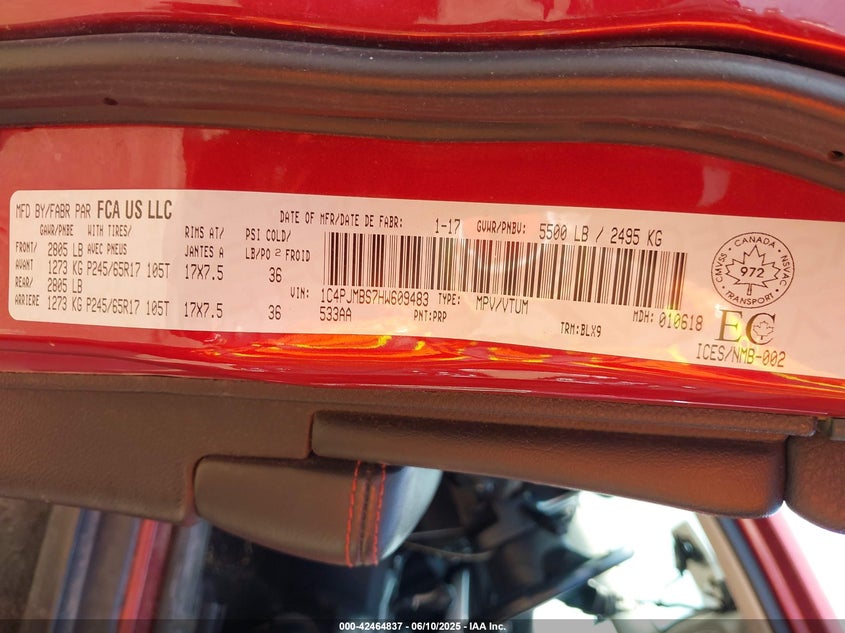 MFD BY/FABR PAR FCA US LLC
DATE OF MFR/DATE DE FABR: 1-17 GVWR/PNBV: 5500 LB / 2495 KG
GAWR/PNBE WITH TIRES/ RIMS AT/ PSI COLD/
FRONT/ 2805 LB AVEC PNEUS JANTES A LB/PO 2 FROID
AVANT 1273 KG P245/65R17 105T 17X7.5 36
REAR/ 2805 LB
ARRIERE 1273 KG P245/65R17 105T 17X7.5 36
VIN: 1C4PJMBS7HW609483 TYPE: MPV/VTUM MDH: 010618
533AA PNT:PRP TRM:BLX9
CMVSS - CANADA - NSVAC
972
TRANSPORT
EC
ICES/NMB-002
000-42464837 - 06/10/2025 - IAA Inc.